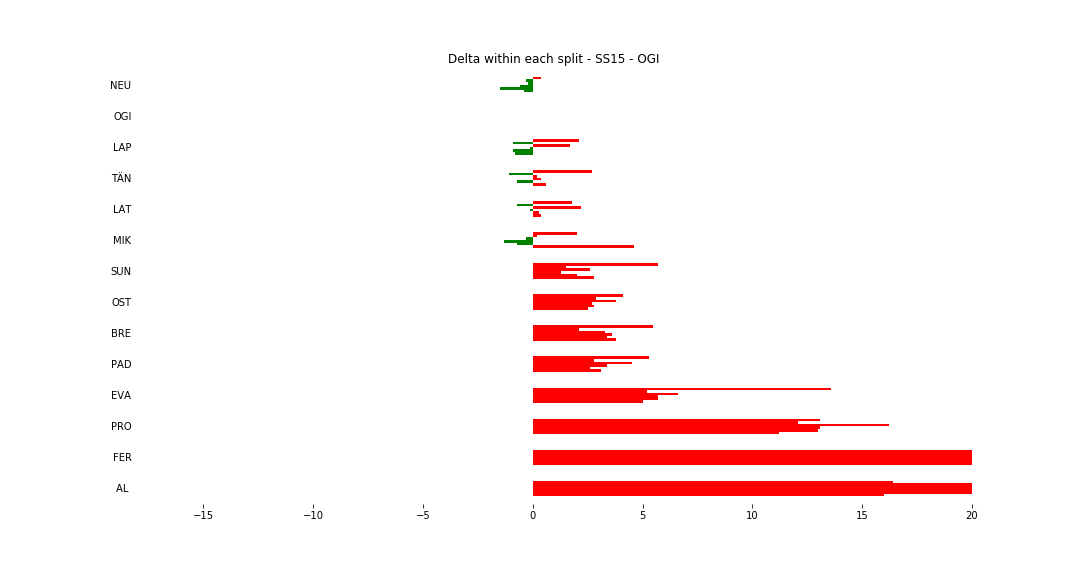 Delta within each split - SS15 - OGI
NEU
OGI
LAP
TÄN
LAT
MIK
SUN
OST
BRE
PAD
EVA
PRO
FER
AL
−15 −10 −5 0 5 10 15 20